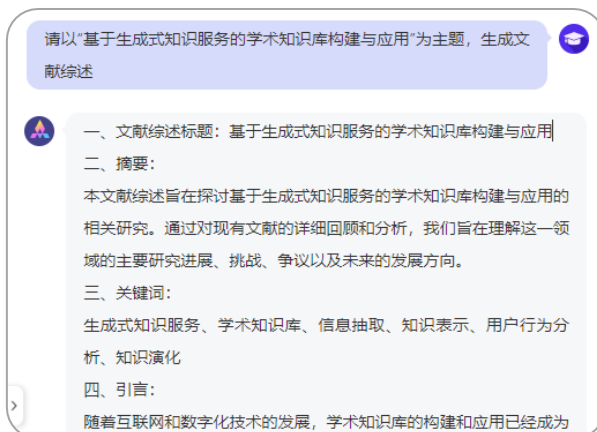 请以“基于生成式知识服务的学术知识库构建与应用”为主题，生成文
献综述
一、文献综述标题：基于生成式知识服务的学术知识库构建与应用
二、摘要：
本文献综述旨在探讨基于生成式知识服务的学术知识库构建与应用的
相关研究。通过对现有文献的详细回顾和分析，我们旨在理解这一领
域的主要研究进展、挑战、争议以及未来的发展方向。
三、关键词：
生成式知识服务、学术知识库、信息抽取、知识表示、用户行为分
析、知识演化
四、引言：
随着互联网和数字化技术的发展，学术知识库的构建和应用已经成为